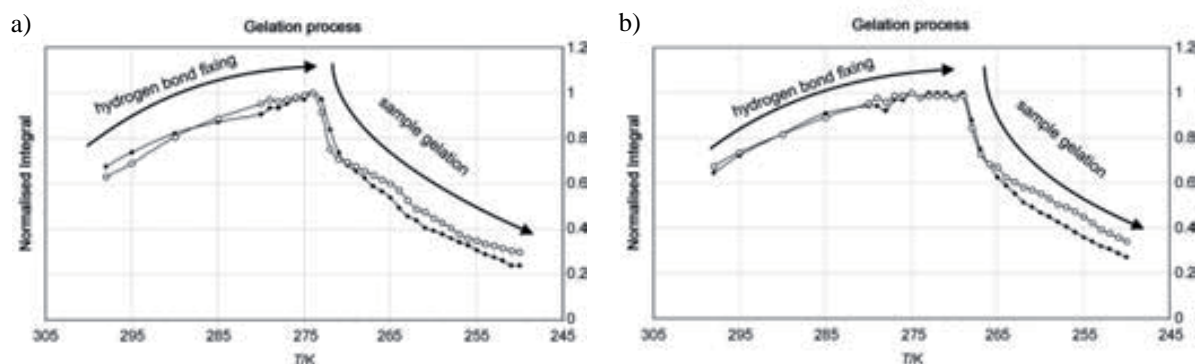 a)
Gelation process
hydrogen bond fixing
sample gelation
Normalised Integral
1.2
1
0.8
0.6
0.4
0.2
0
305 295 285 275 265 255 245
T/K
b)
Gelation process
hydrogen bond fixing
sample gelation
Normalised Integral
1.2
1
0.8
0.6
0.4
0.2
0
305 295 285 275 265 255 245
T/K